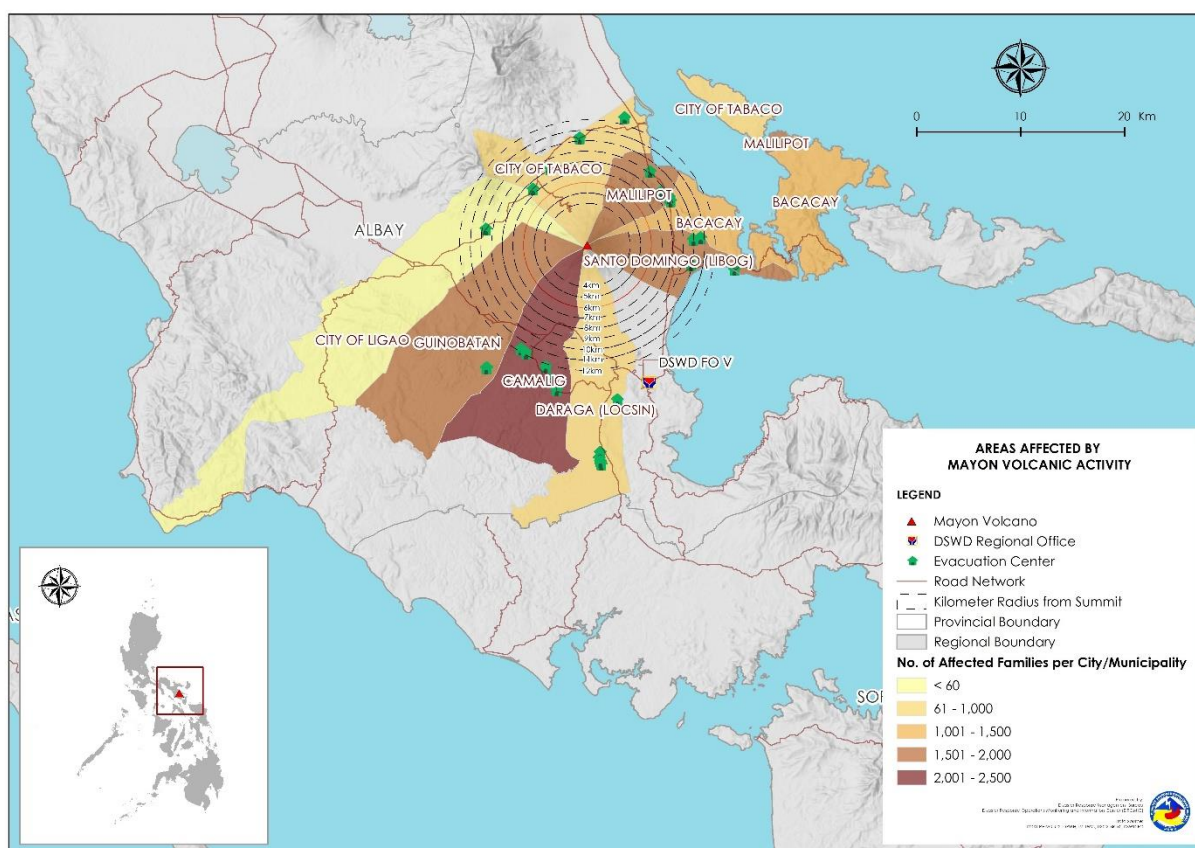 CITY OF TABACO
0 10 20 Km
MALILIPOT
CITY OF TABACO
MALILIPOT
BACACAY
BACACAY
ALBAY
SANTO DOMINGO (LIBOG)
4km
5km
6km
7km
8km
9km
10km
11km
12km
CITY OF LIGAO
GUINOBATAN
DSWD FO V
CAMALIG
DARAGA (LOCSIN)
AREAS AFFECTED BY
MAYON VOLCANIC ACTIVITY
LEGEND
Mayon Volcano
DSWD Regional Office
Evacuation Center
Road Network
Kilometer Radius from Summit
Provincial Boundary
Regional Boundary
No. of Affected Families per City/Municipality
< 60
61 - 1,000
1,001 - 1,500
1,501 - 2,000
2,001 - 2,500
SOR
AS